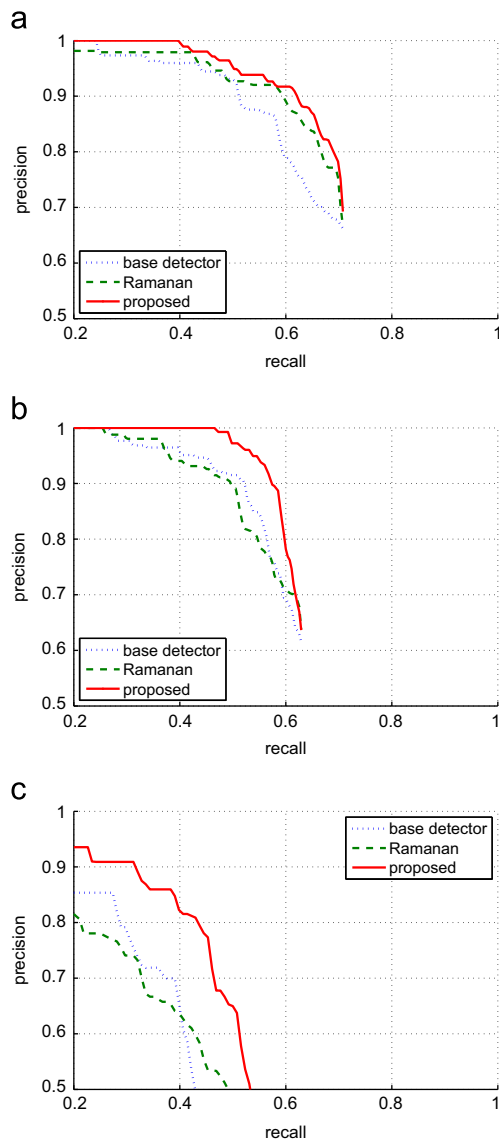 a
1
0.9
0.8
0.7
0.6
0.5
precision
base detector
Ramanan
proposed
0.2 0.4 0.6 0.8 1
recall
b
1
0.9
0.8
0.7
0.6
0.5
precision
base detector
Ramanan
proposed
0.2 0.4 0.6 0.8 1
recall
c
1
0.9
0.8
0.7
0.6
0.5
precision
base detector
Ramanan
proposed
0.2 0.4 0.6 0.8 1
recall